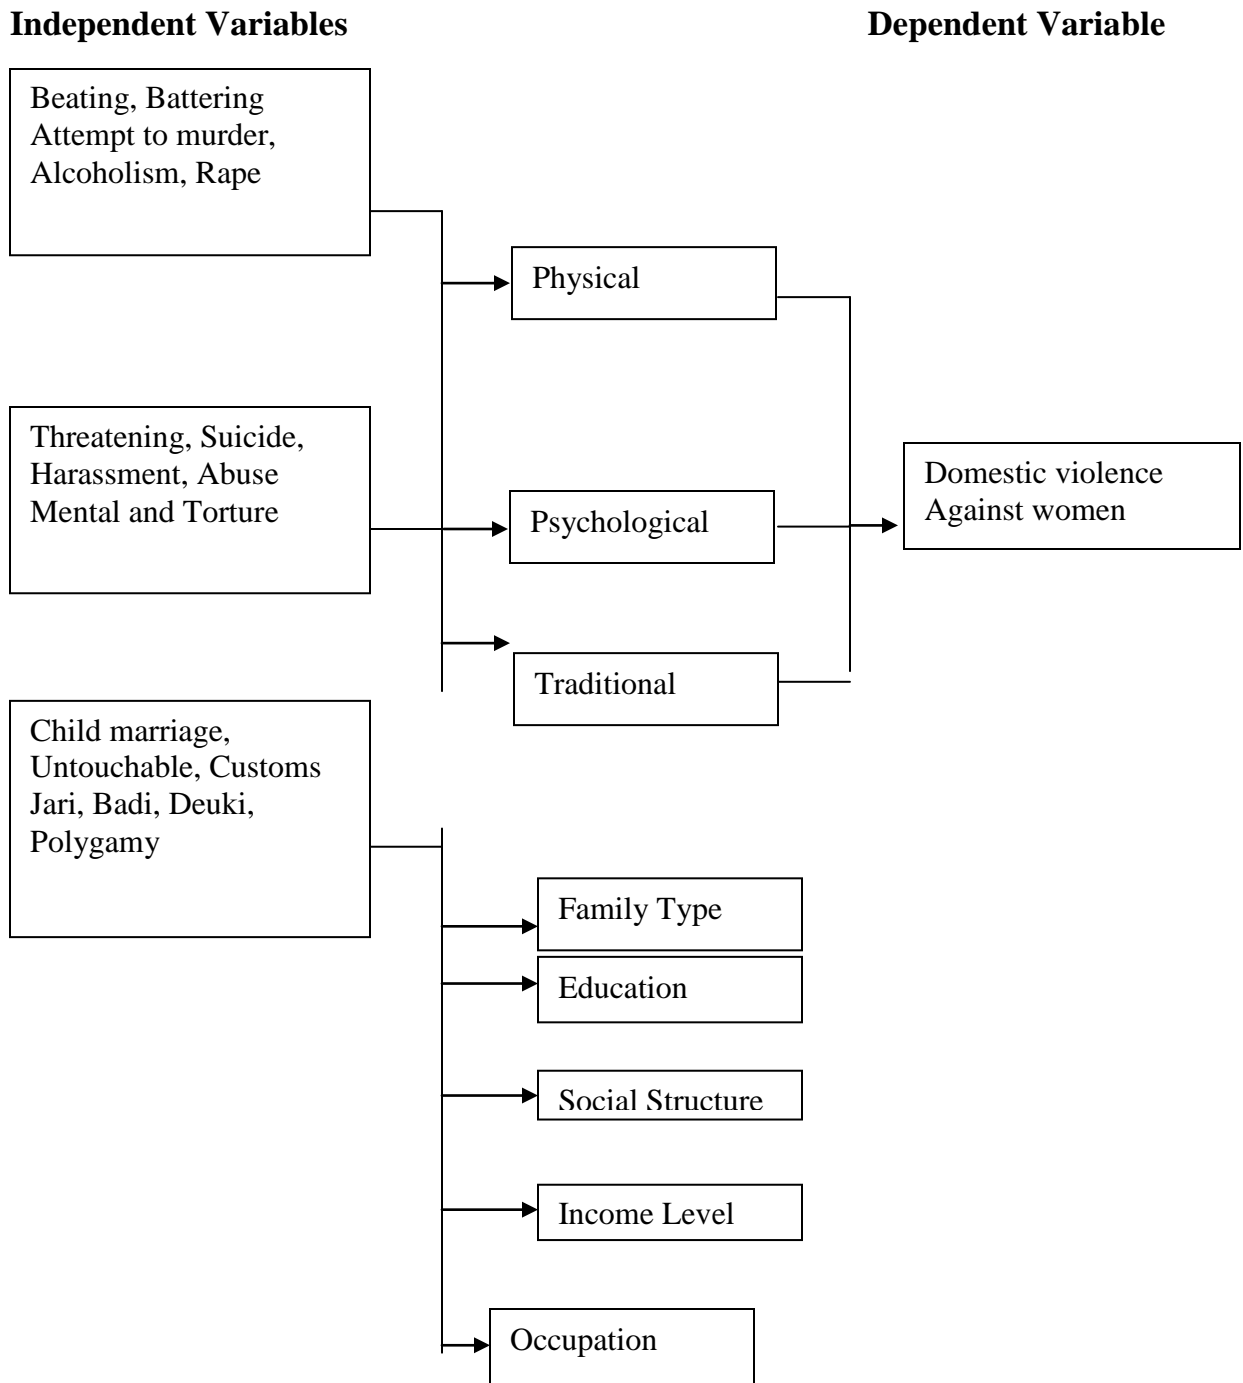 Independent Variables
Dependent Variable
Beating, Battering
Attempt to murder,
Alcoholism, Rape
Physical
Threatening, Suicide,
Harassment, Abuse
Mental and Torture
Psychological
Domestic violence
Against women
Traditional
Child marriage,
Untouchable, Customs
Jari, Badi, Deuki,
Polygamy
Family Type
Education
Social Structure
Income Level
Occupation